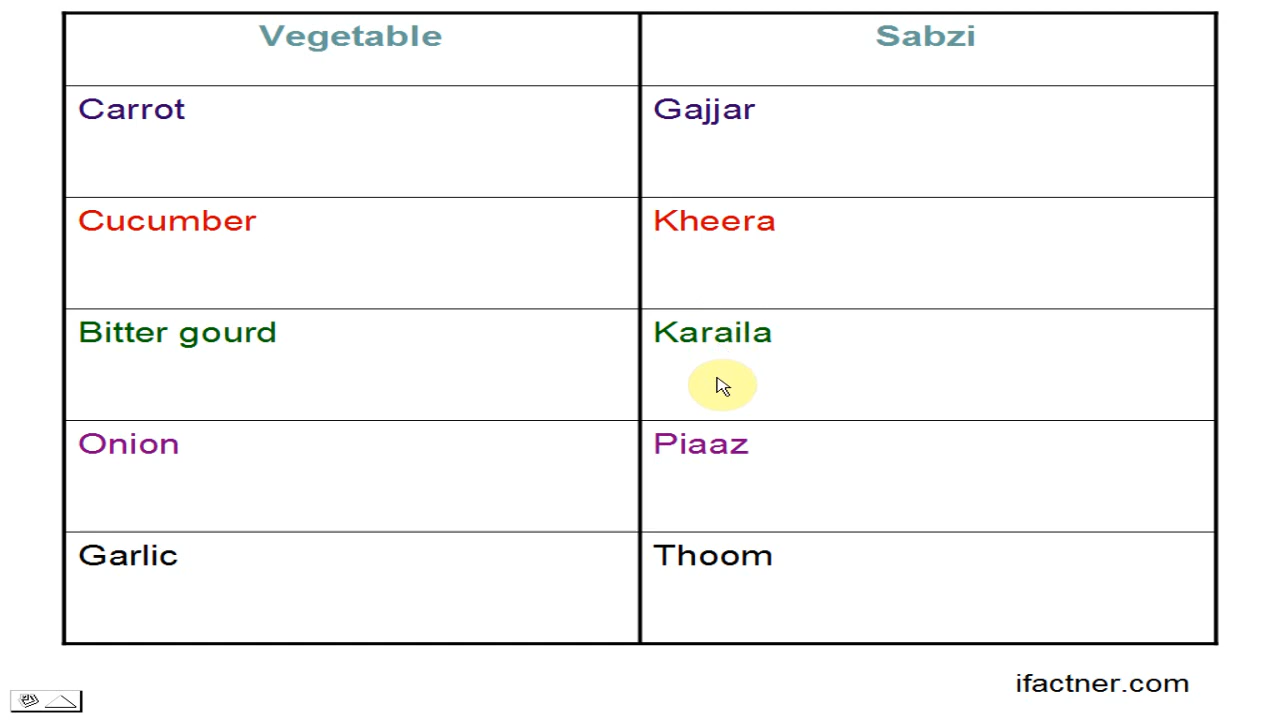 Vegetable Sabzi
Carrot Gajjar
Cucumber Kheera
Bitter gourd Karaila
Onion Piaaz
Garlic Thoom
ifactner.com